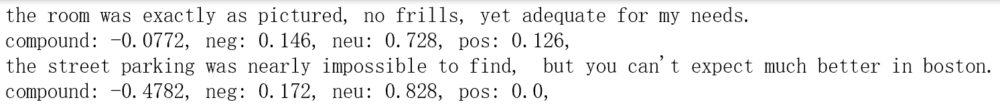 the room was exactly as pictured, no frills, yet adequate for my needs.
compound: -0.0772, neg: 0.146, neu: 0.728, pos: 0.126,
the street parking was nearly impossible to find,  but you can't expect much better in boston.
compound: -0.4782, neg: 0.172, neu: 0.828, pos: 0.0,